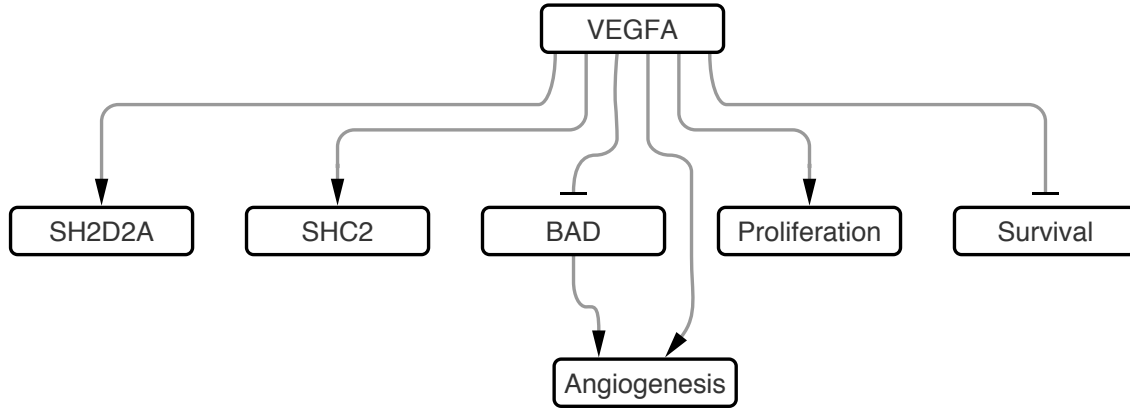 VEGFA
SH2D2A
SHC2
BAD
Proliferation
Survival
Angiogenesis